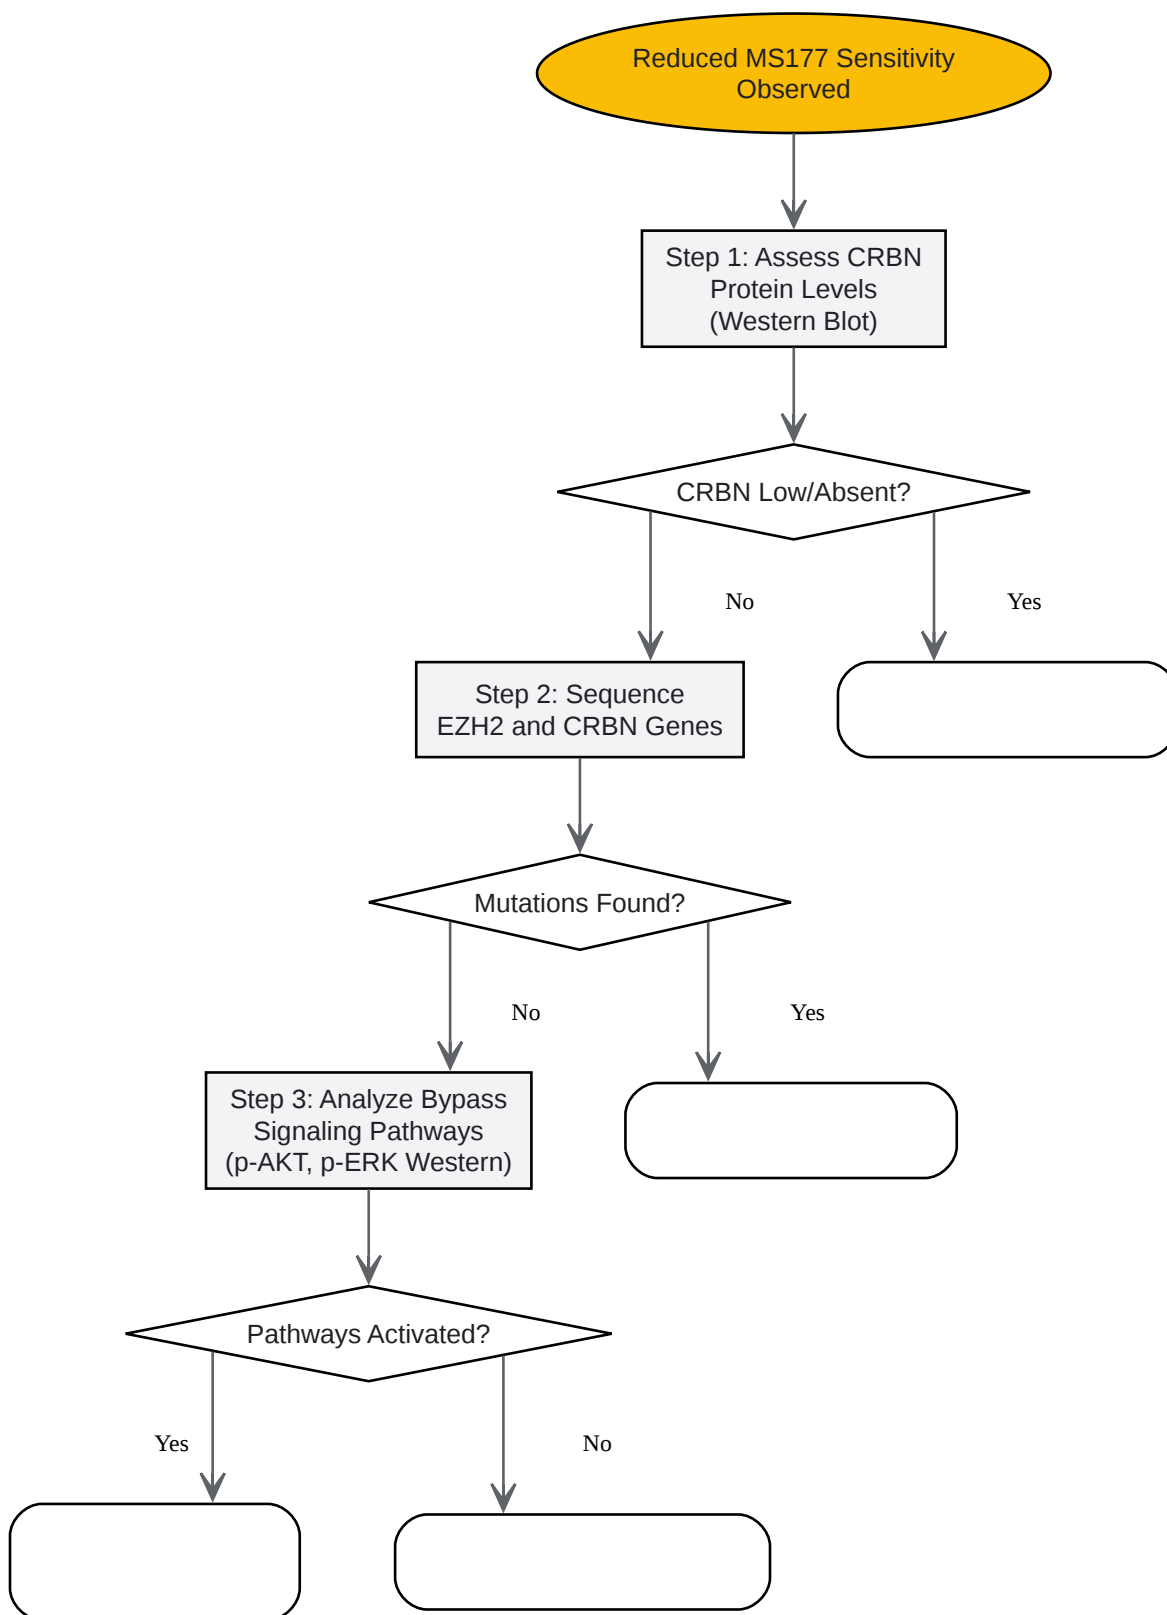 Reduced MS177 Sensitivity
Observed
Step 1: Assess CRBN
Protein Levels
(Western Blot)
CRBN Low/Absent?
No
Yes
Step 2: Sequence
EZH2 and CRBN Genes
Mutations Found?
No
Yes
Step 3: Analyze Bypass
Signaling Pathways
(p-AKT, p-ERK Western)
Pathways Activated?
Yes
No